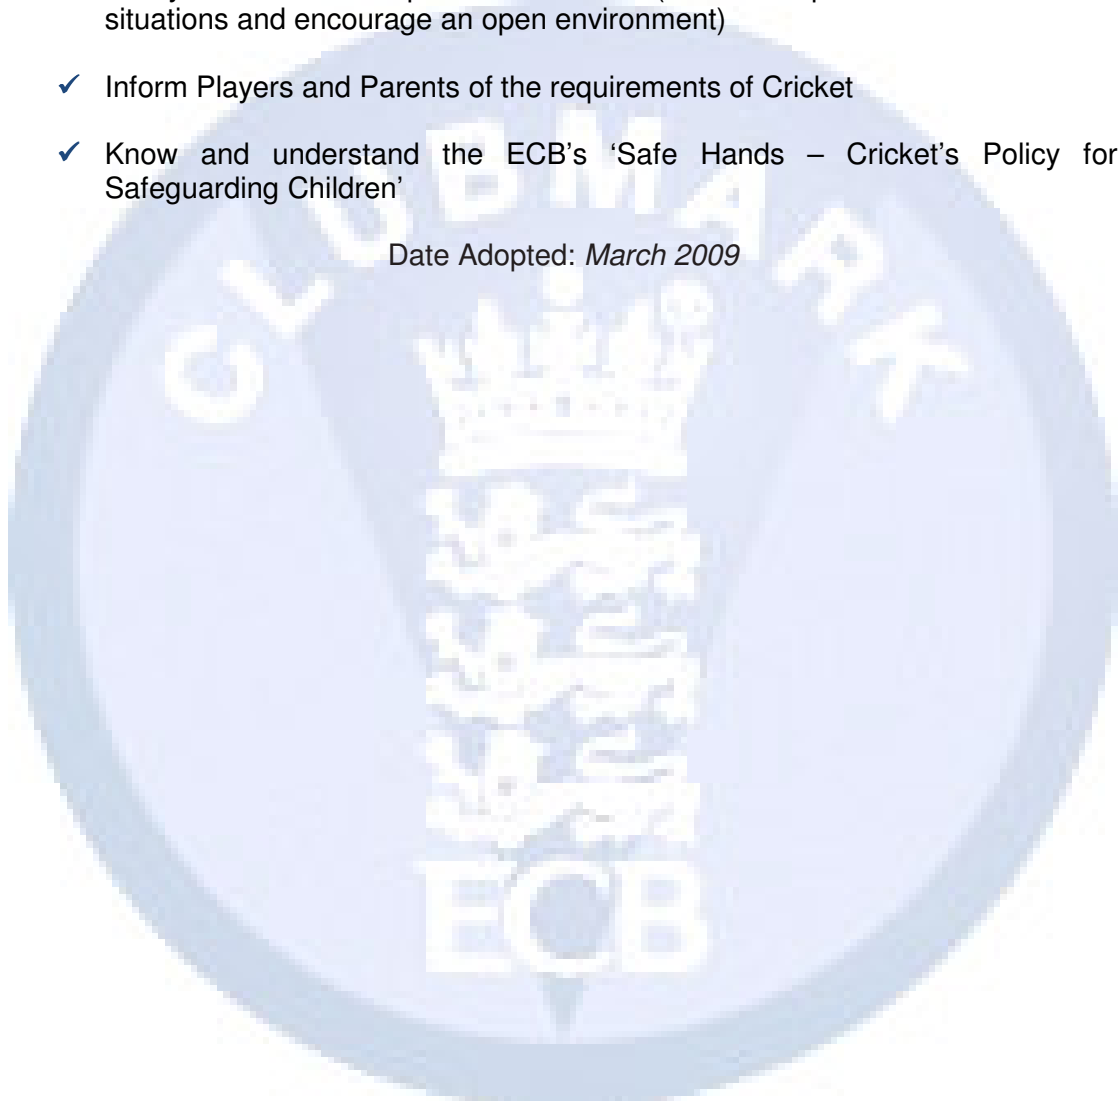 situations and encourage an open environment)
✓ Inform Players and Parents of the requirements of Cricket
✓ Know and understand the ECB's ‘Safe Hands – Cricket's Policy for
Safeguarding Children’
Date Adopted: March 2009
CLUBMARK
ECB